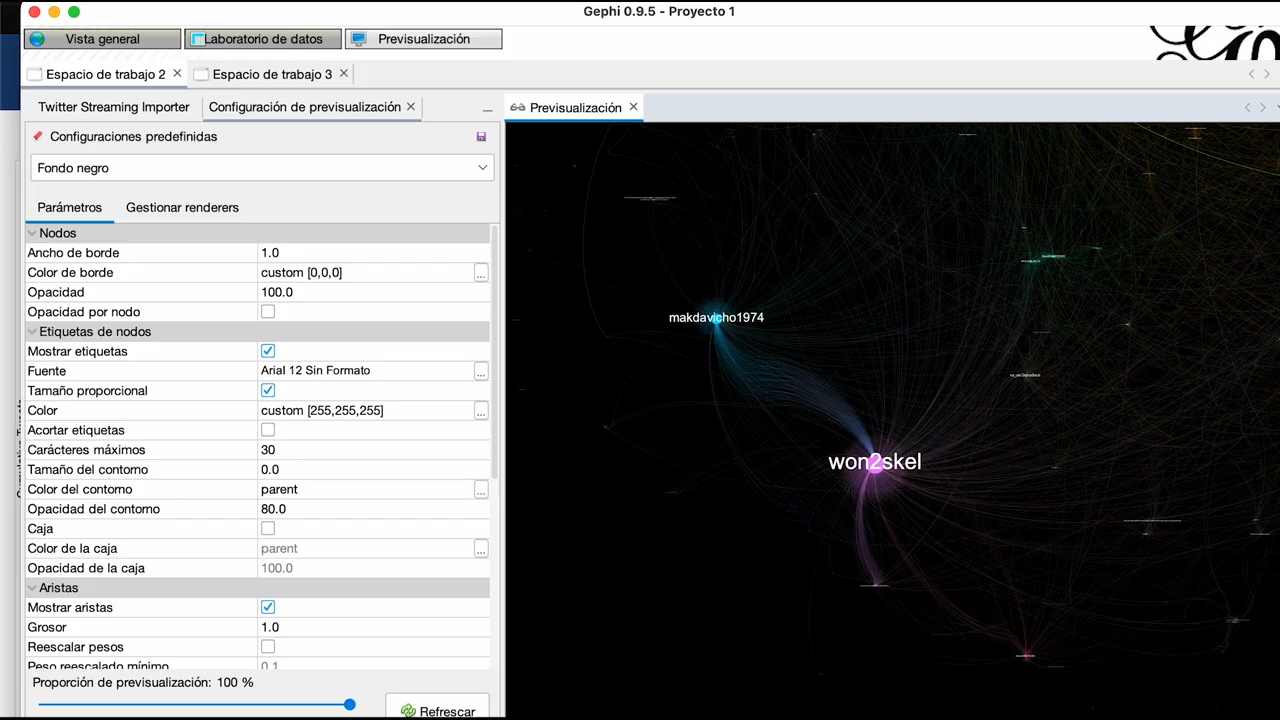 Gephi 0.9.5 - Proyecto 1
Vista general
Laboratorio de datos
Previsualización
Espacio de trabajo 2
Espacio de trabajo 3
Twitter Streaming Importer
Configuración de previsualización
Previsualización
Configuraciones predefinidas
Fondo negro
Parámetros
Gestionar renderers
Nodos
Ancho de borde 1.0
Color de borde custom [0,0,0] ...
Opacidad 100.0
Opacidad por nodo
Etiquetas de nodos
Mostrar etiquetas
Fuente Arial 12 Sin Formato ...
Tamaño proporcional
Color custom [255,255,255] ...
Acortar etiquetas
Carácteres máximos 30
Tamaño del contorno 0.0
Color del contorno parent ...
Opacidad del contorno 80.0
Caja
Color de la caja parent ...
Opacidad de la caja 100.0
Aristas
Mostrar aristas
Grosor 1.0
Reescalar pesos
Peso reescalado mínimo 0.1
Proporción de previsualización: 100 %
Refrescar
makdavicho1974
won2skel